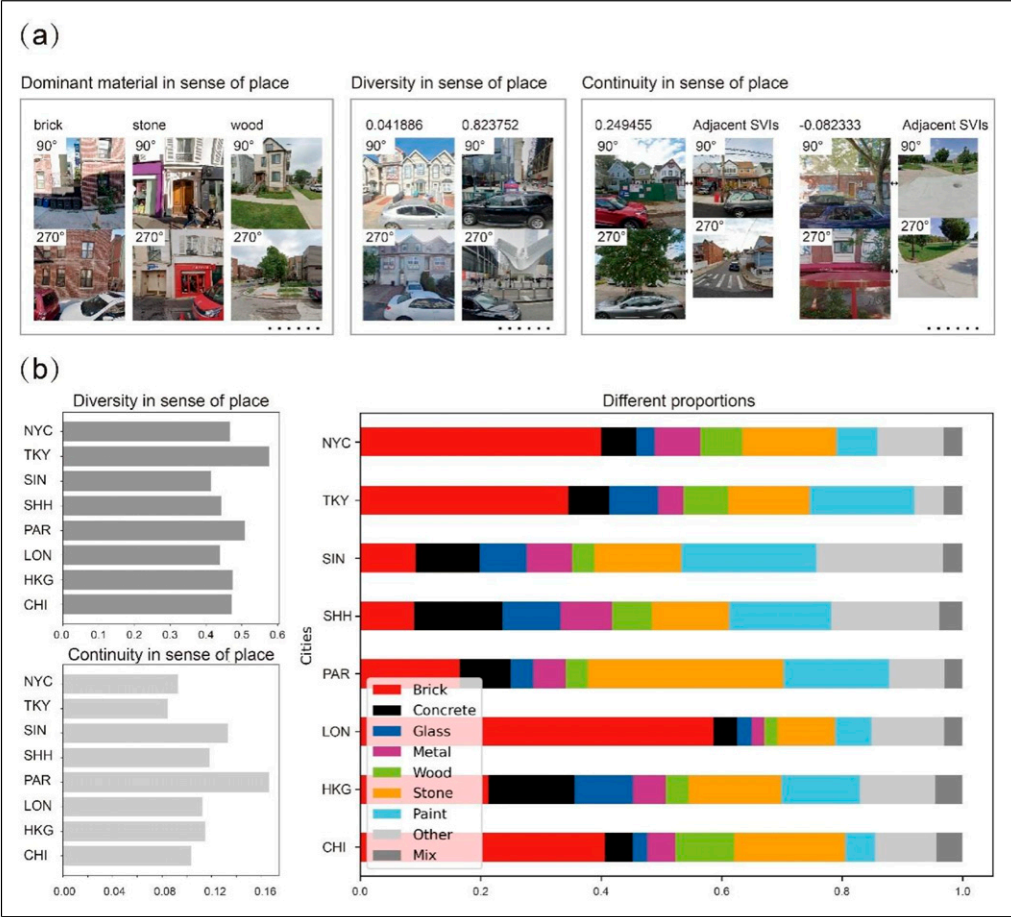 (a)
Dominant material in sense of place
Diversity in sense of place
Continuity in sense of place
brick stone wood
0.041886 0.823752
0.249455 Adjacent SVIs -0.082333 Adjacent SVIs
90° 90° 90° 90° 90° 90° 90° 90° 90°
270° 270° 270° 270° 270° 270° 270° 270° 270°
(b)
Diversity in sense of place
NYC
TKY
SIN
SHH
PAR
LON
HKG
CHI
0.0 0.1 0.2 0.3 0.4 0.5 0.6
Continuity in sense of place
NYC
TKY
SIN
SHH
PAR
LON
HKG
CHI
0.00 0.04 0.08 0.12 0.16
Different proportions
Cities
NYC
TKY
SIN
SHH
PAR
LON
HKG
CHI
Brick
Concrete
Glass
Metal
Wood
Stone
Paint
Other
Mix
0.0 0.2 0.4 0.6 0.8 1.0